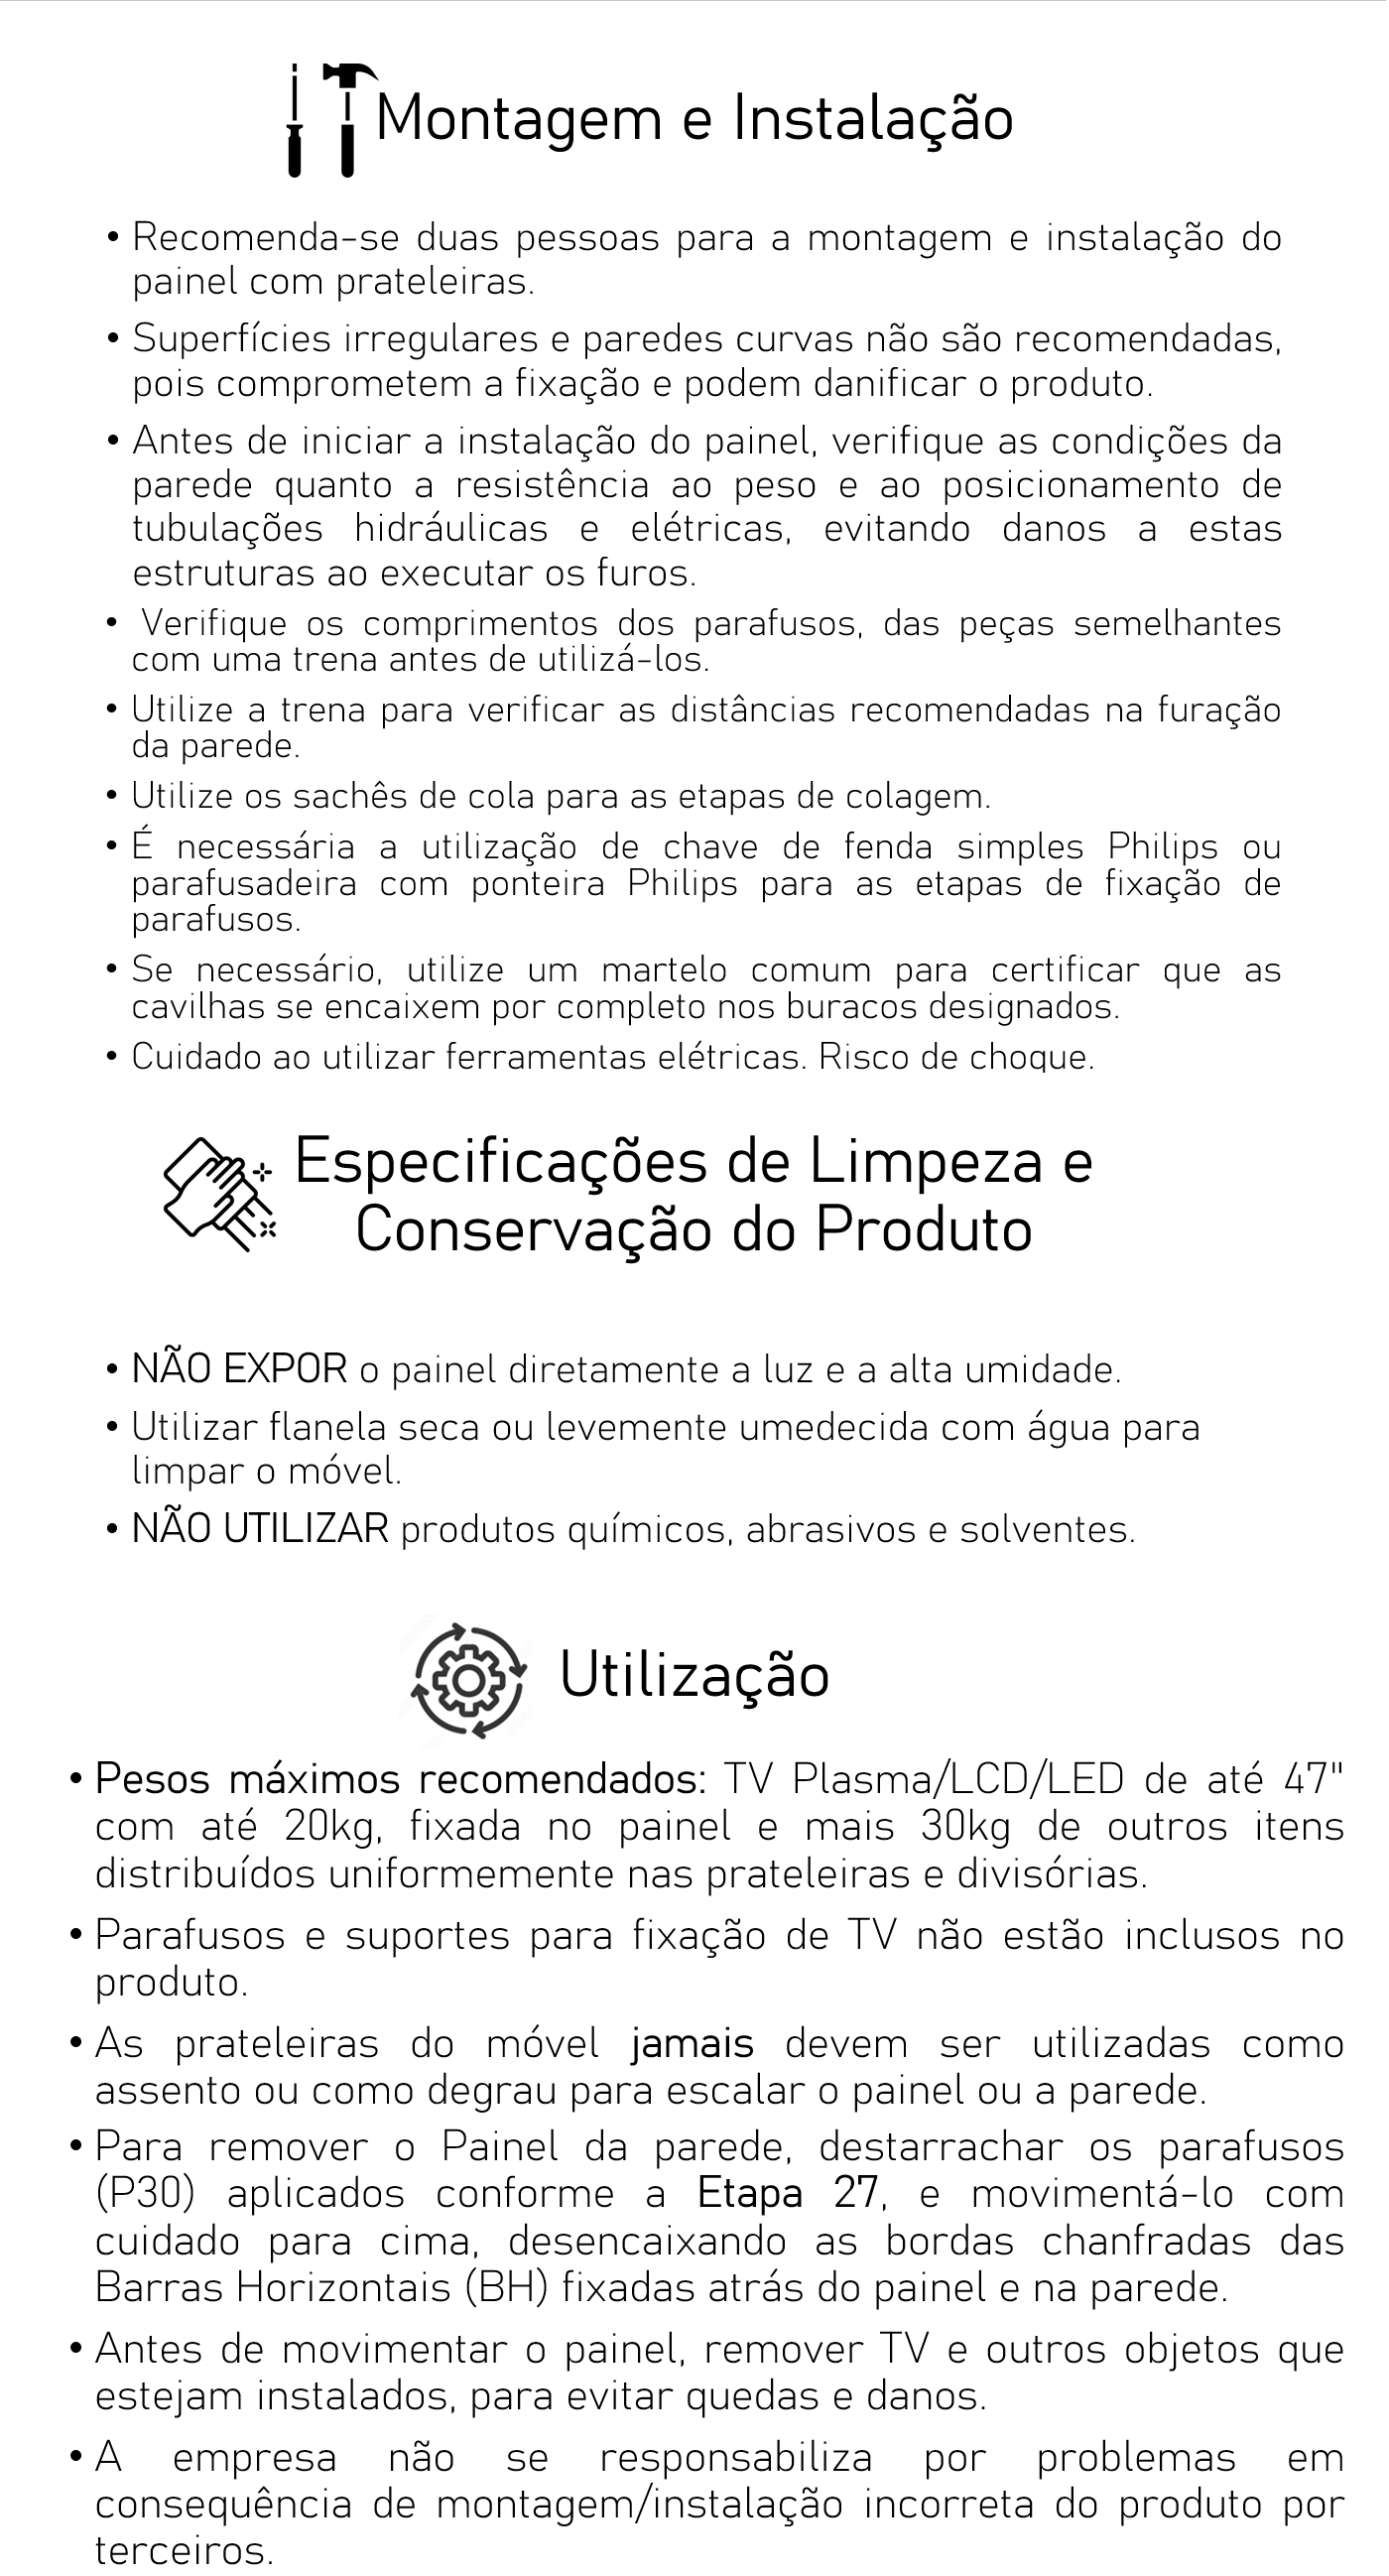 Montagem e Instalação
• Recomenda-se duas pessoas para a montagem e instalação do
painel com prateleiras.
• Superfícies irregulares e paredes curvas não são recomendadas,
pois comprometem a fixação e podem danificar o produto.
• Antes de iniciar a instalação do painel, verifique as condições da
parede quanto a resistência ao peso e ao posicionamento de
tubulações hidráulicas e elétricas, evitando danos a estas
estruturas ao executar os furos.
• Verifique os comprimentos dos parafusos, das peças semelhantes
com uma trena antes de utilizá-los.
• Utilize a trena para verificar as distâncias recomendadas na furação
da parede.
• Utilize os sachês de cola para as etapas de colagem.
• É necessária a utilização de chave de fenda simples Philips ou
parafusadeira com ponteira Philips para as etapas de fixação de
parafusos.
• Se necessário, utilize um martelo comum para certificar que as
cavilhas se encaixem por completo nos buracos designados.
• Cuidado ao utilizar ferramentas elétricas. Risco de choque.
Especificações de Limpeza e
Conservação do Produto
• NÃO EXPOR o painel diretamente a luz e a alta umidade.
• Utilizar flanela seca ou levemente umedecida com água para
limpar o móvel.
• NÃO UTILIZAR produtos químicos, abrasivos e solventes.
Utilização
• Pesos máximos recomendados: TV Plasma/LCD/LED de até 47"
com até 20kg, fixada no painel e mais 30kg de outros itens
distribuídos uniformemente nas prateleiras e divisórias.
• Parafusos e suportes para fixação de TV não estão inclusos no
produto.
• As prateleiras do móvel jamais devem ser utilizadas como
assento ou como degrau para escalar o painel ou a parede.
• Para remover o Painel da parede, destarrachar os parafusos
(P30) aplicados conforme a Etapa 27, e movimentá-lo com
cuidado para cima, desencaixando as bordas chanfradas das
Barras Horizontais (BH) fixadas atrás do painel e na parede.
• Antes de movimentar o painel, remover TV e outros objetos que
estejam instalados, para evitar quedas e danos.
• A empresa não se responsabiliza por problemas em
consequência de montagem/instalação incorreta do produto por
terceiros.